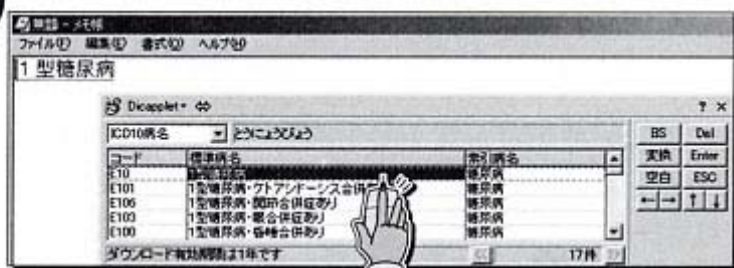 無題 - メモ帳
ファイル(F) 編集(E) 書式(O) ヘルプ(H)
1 型糖尿病
Dicapplet
? ×
ICD10病名 とうにょうびょう
BS Del
コード 標準病名 索引病名
変換 Enter
E10 1型糖尿病 糖尿病
空白 ESC
E101 1型糖尿病・ケトアシドーシス合併 糖尿病
← → ↑ ↓
E106 1型糖尿病・関節合併症あり 糖尿病
E103 1型糖尿病・眼合併症あり 糖尿病
E100 1型糖尿病・昏睡合併あり 糖尿病
ダウンロード有効期間は1年です 17件